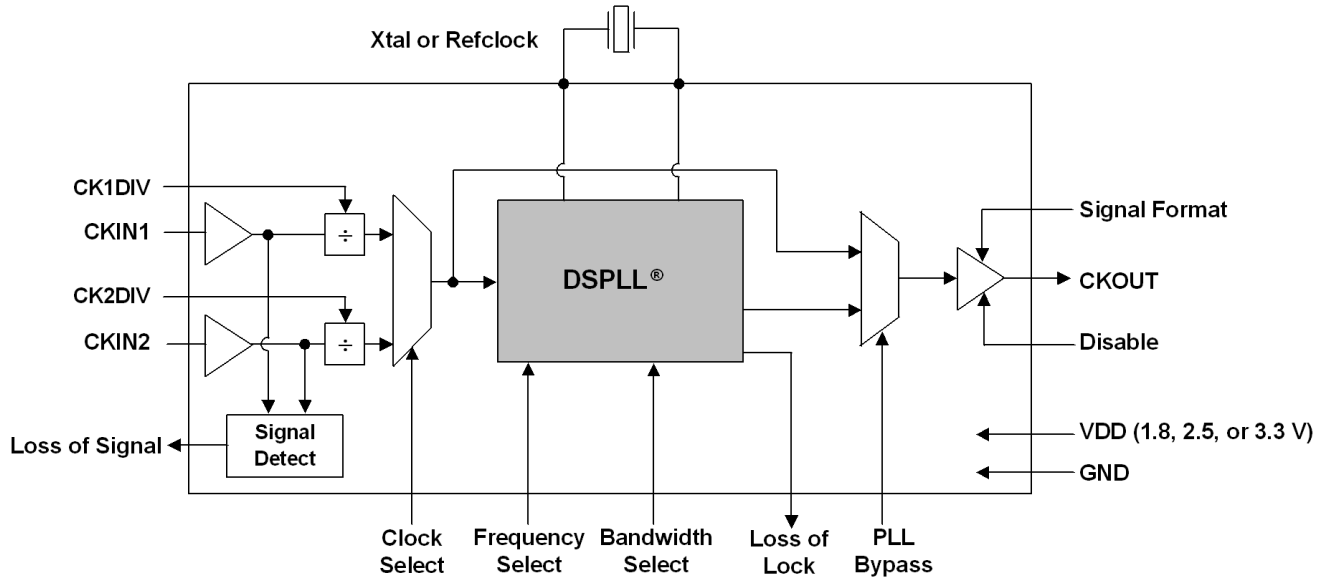 Xtal or Refclock
CK1DIV
CKIN1
÷
CK2DIV
CKIN2
÷
DSPLL®
Signal Format
CKOUT
Disable
Loss of Signal
Signal
Detect
VDD (1.8, 2.5, or 3.3 V)
GND
Clock
Select
Frequency
Select
Bandwidth
Select
Loss of
Lock
PLL
Bypass